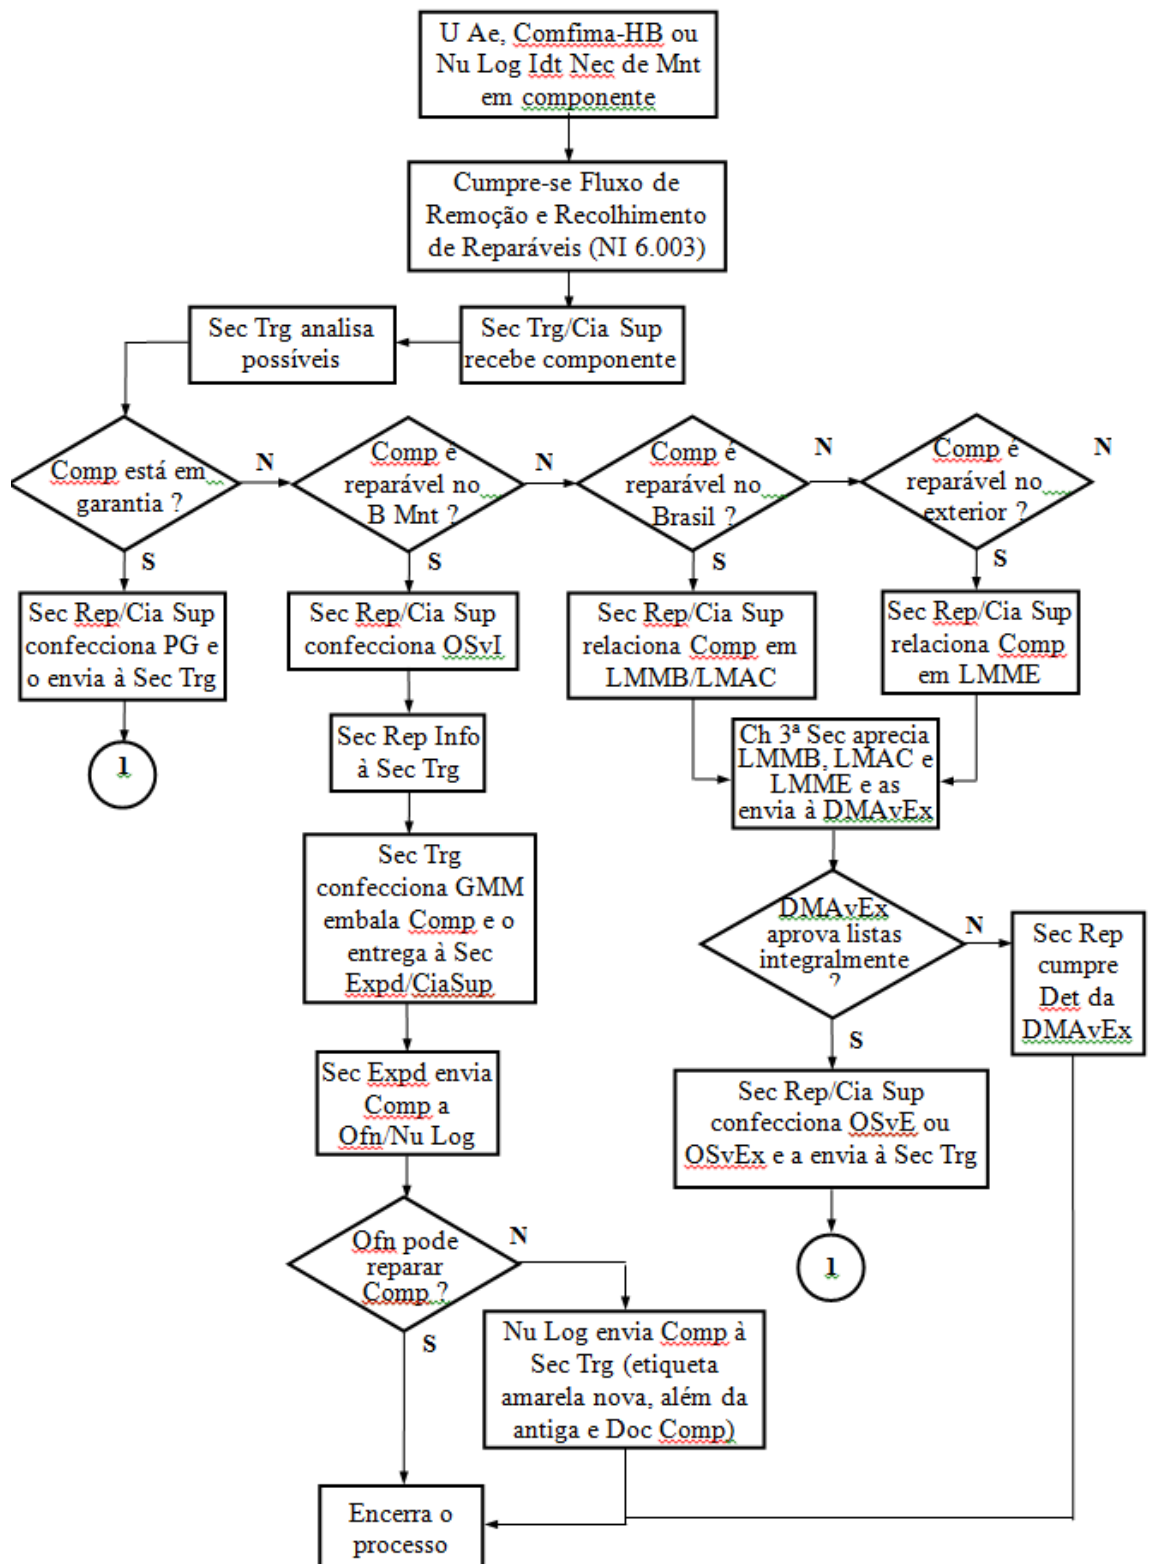 U Ae, Comfima-HB ou
Nu Log Idt Nec de Mnt
em componente
Cumpre-se Fluxo de
Remoção e Recolhimento
de Reparáveis (NI 6.003)
Sec Trg analisa
possíveis
Sec Trg/Cia Sup
recebe componente
Comp está em
garantia ?
N
Comp é
reparável no
B Mnt ?
N
Comp é
reparável no
Brasil ?
N
Comp é
reparável no
exterior ?
N
S
S
S
S
Sec Rep/Cia Sup
confecciona PG e
o envia à Sec Trg
Sec Rep/Cia Sup
confecciona OSvI
Sec Rep/Cia Sup
relaciona Comp em
LMMB/LMAC
Sec Rep/Cia Sup
relaciona Comp
em LME
1
Sec Rep Info
à Sec Trg
Ch 3ª Sec aprecia
LMMB, LMAC e
LMME e as
envia à DMAvEx
Sec Trg
confecciona GMM
embala Comp e o
entrega à Sec
Expd/CiaSup
DMAvEx
aprova listas
integralmente
?
N
Sec Rep
cumpre
Det da
DMAvEx
S
Sec Expd envia
Comp a
Ofn/Nu Log
Sec Rep/Cia Sup
confecciona OSvE ou
OSvEx e a envia à Sec Trg
Ofn pode
reparar
Comp ?
N
1
S
Nu Log envia Comp à
Sec Trg (etiqueta
amarela nova, além da
antiga e Doc Comp)
Encerra o
processo